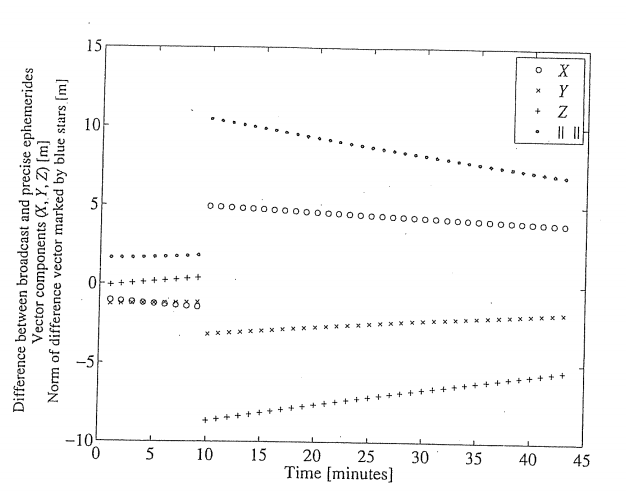 Difference between broadcast and precise ephemerides
Vector components (X, Y, Z) [m]
Norm of difference vector marked by blue stars [m]
15
10
5
0
−5
−10
X
Y
Z
|| ||
0 5 10 15 20 25 30 35 40 45
Time [minutes]